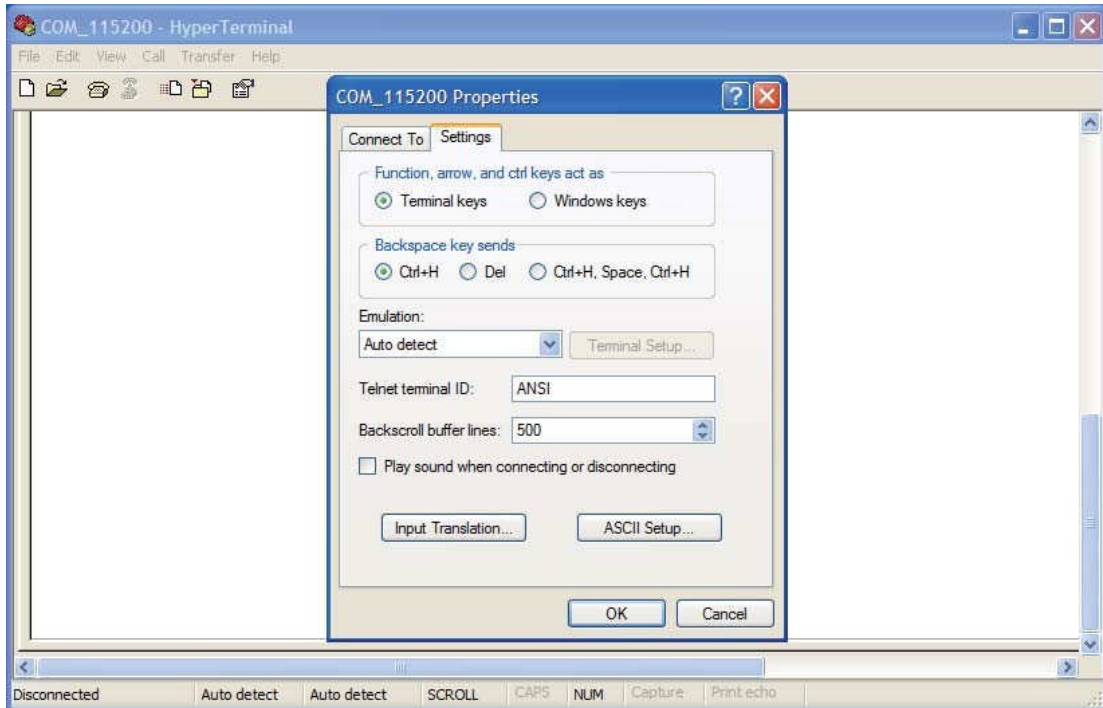 COM_115200 - HyperTerminal
File Edit View Call Transfer Help
COM_115200 Properties
Connect To Settings
Function, arrow, and ctrl keys act as
Terminal keys Windows keys
Backspace key sends
Ctrl+H Del Ctrl+H, Space, Ctrl+H
Emulation:
Auto detect Terminal Setup...
Telnet terminal ID: ANSI
Backscroll buffer lines: 500
Play sound when connecting or disconnecting
Input Translation... ASCII Setup...
OK Cancel
Disconnected Auto detect Auto detect SCROLL CAPS NUM Capture Print echo